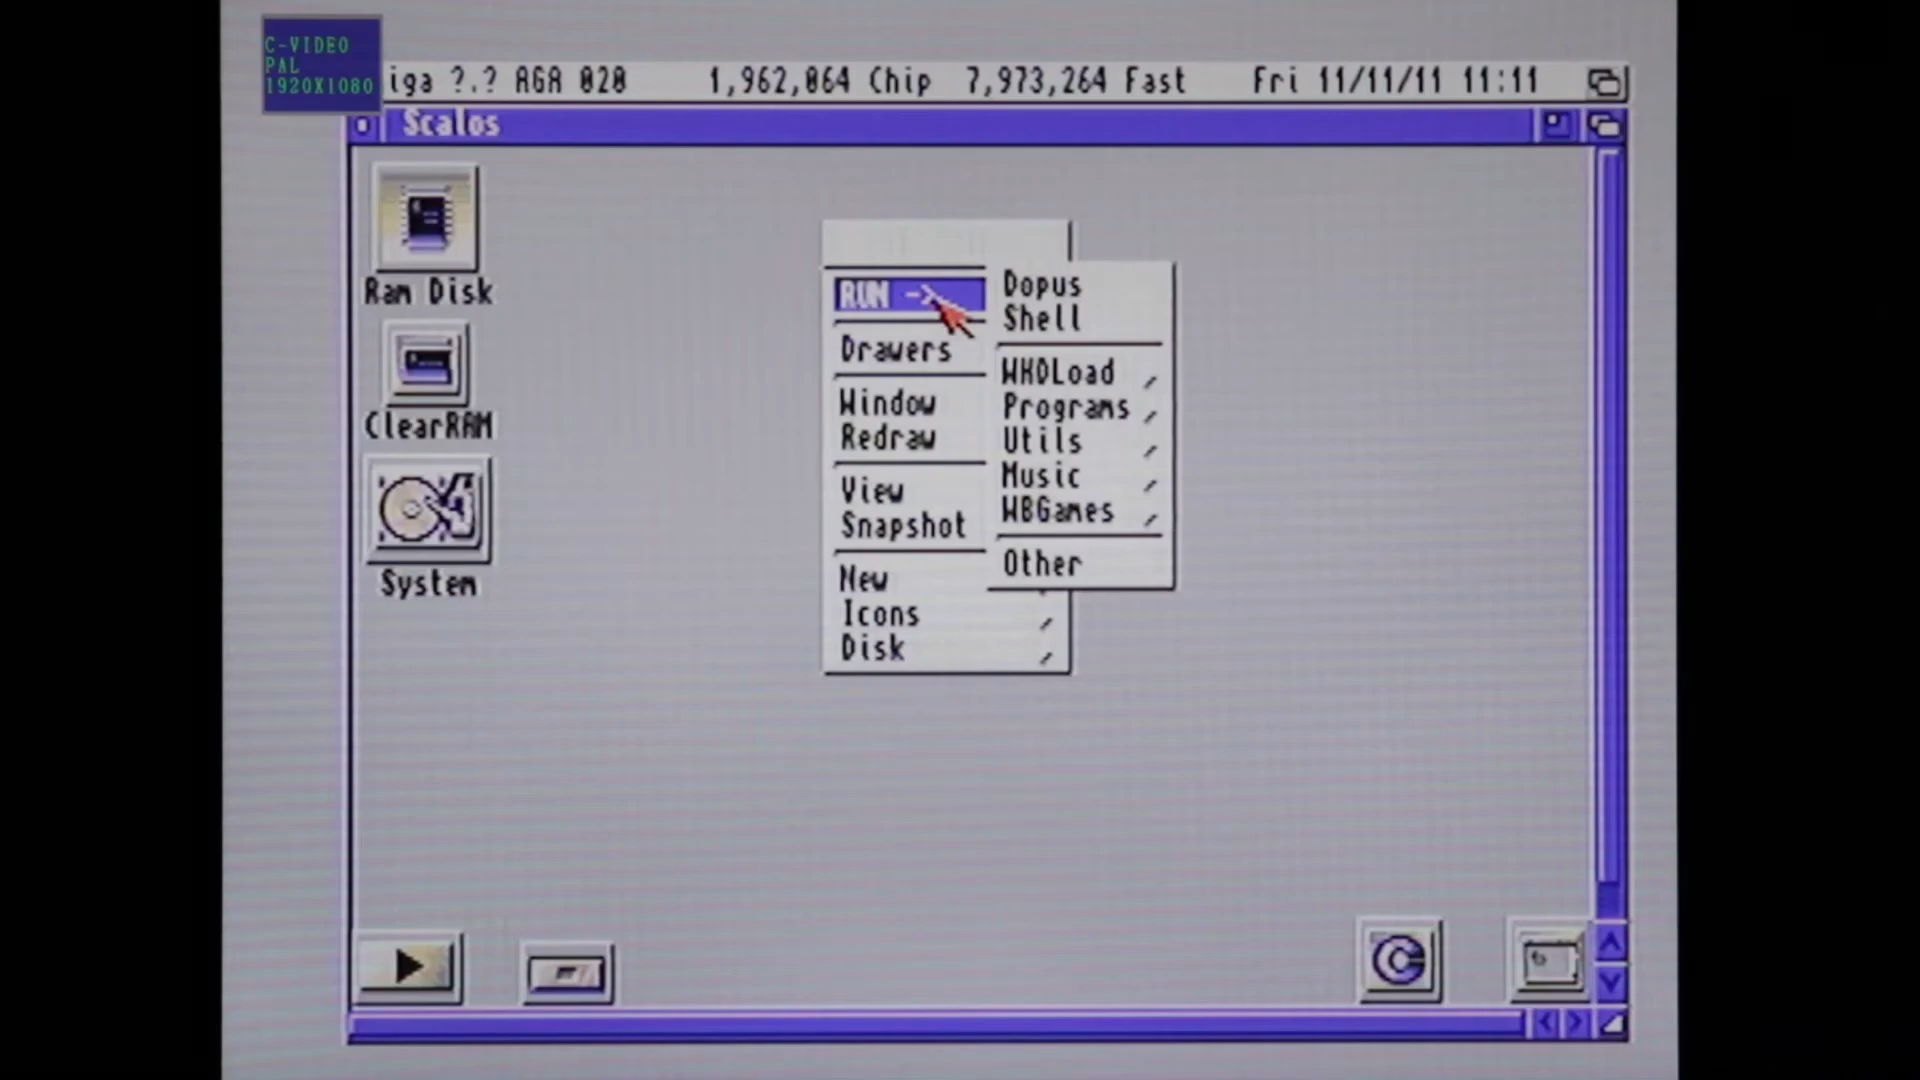 C-VIDEO
PAL
1920X1080
iga ?.? AGA 020 1,962,064 Chip 7,973,264 Fast Fri 11/11/11 11:11
Scalos
Ram Disk
ClearRAM
System
RUN ->
Drawers
Window
Redraw
View
Snapshot
New
Icons
Disk
Dopus
Shell
WHDLoad
Programs
Utils
Music
WBGames
Other